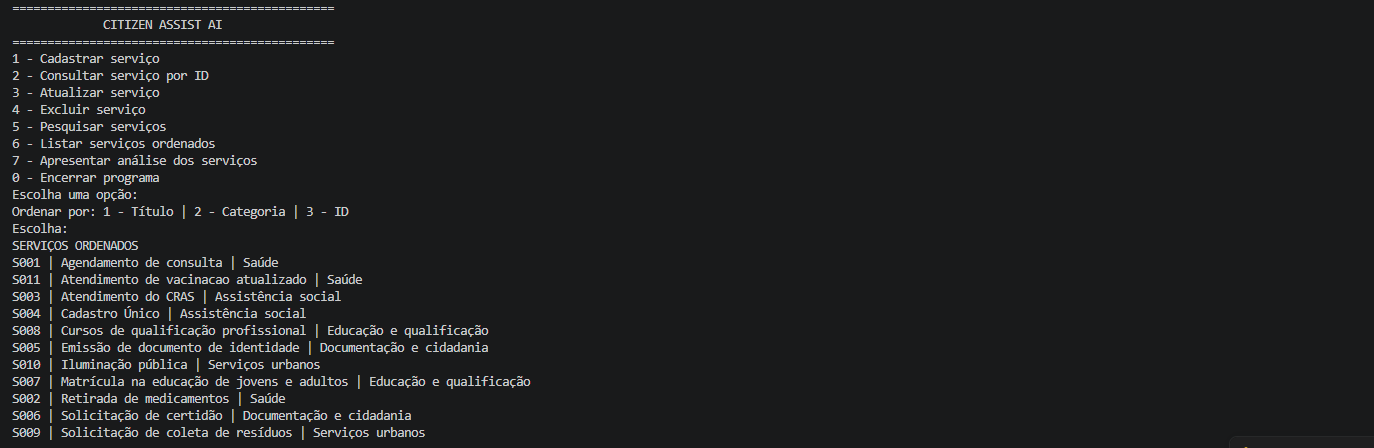 ==============================================
CITIZEN ASSIST AI
==============================================
1 - Cadastrar serviço
2 - Consultar serviço por ID
3 - Atualizar serviço
4 - Excluir serviço
5 - Pesquisar serviços
6 - Listar serviços ordenados
7 - Apresentar análise dos serviços
0 - Encerrar programa
Escolha uma opção:
Ordenar por: 1 - Título | 2 - Categoria | 3 - ID
Escolha:
SERVIÇOS ORDENADOS
S001 | Agendamento de consulta | Saúde
S011 | Atendimento de vacinacao atualizado | Saúde
S003 | Atendimento do CRAS | Assistência social
S004 | Cadastro Único | Assistência social
S008 | Cursos de qualificação profissional | Educação e qualificação
S005 | Emissão de documento de identidade | Documentação e cidadania
S010 | Iluminação pública | Serviços urbanos
S007 | Matrícula na educação de jovens e adultos | Educação e qualificação
S002 | Retirada de medicamentos | Saúde
S006 | Solicitação de certidão | Documentação e cidadania
S009 | Solicitação de coleta de resíduos | Serviços urbanos